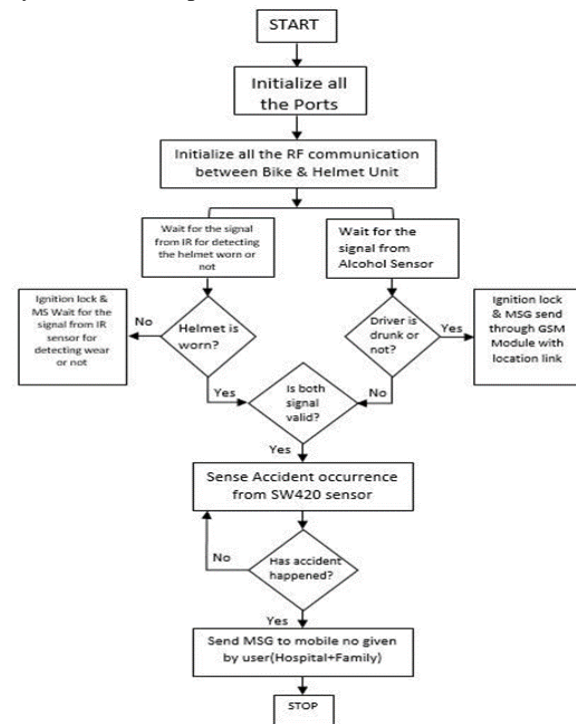 START
Initialize all
the Ports
Initialize all the RF communication
between Bike & Helmet Unit
Wait for the signal
from IR for detecting
the helmet worn or
not
Wait for the
signal from
Alcohol Sensor
Ignition lock &
MS Wait for the
signal from IR
sensor for
detecting wear
or not
No
Helmet is
worn?
Driver is
drunk or
not?
Yes
Ignition lock
& MSG send
through GSM
Module with
location link
Yes
Is both
signal
valid?
No
Yes
Sense Accident occurrence
from SW420 sensor
No
Has accident
happened?
Yes
Send MSG to mobile no given
by user(Hospital+Family)
STOP